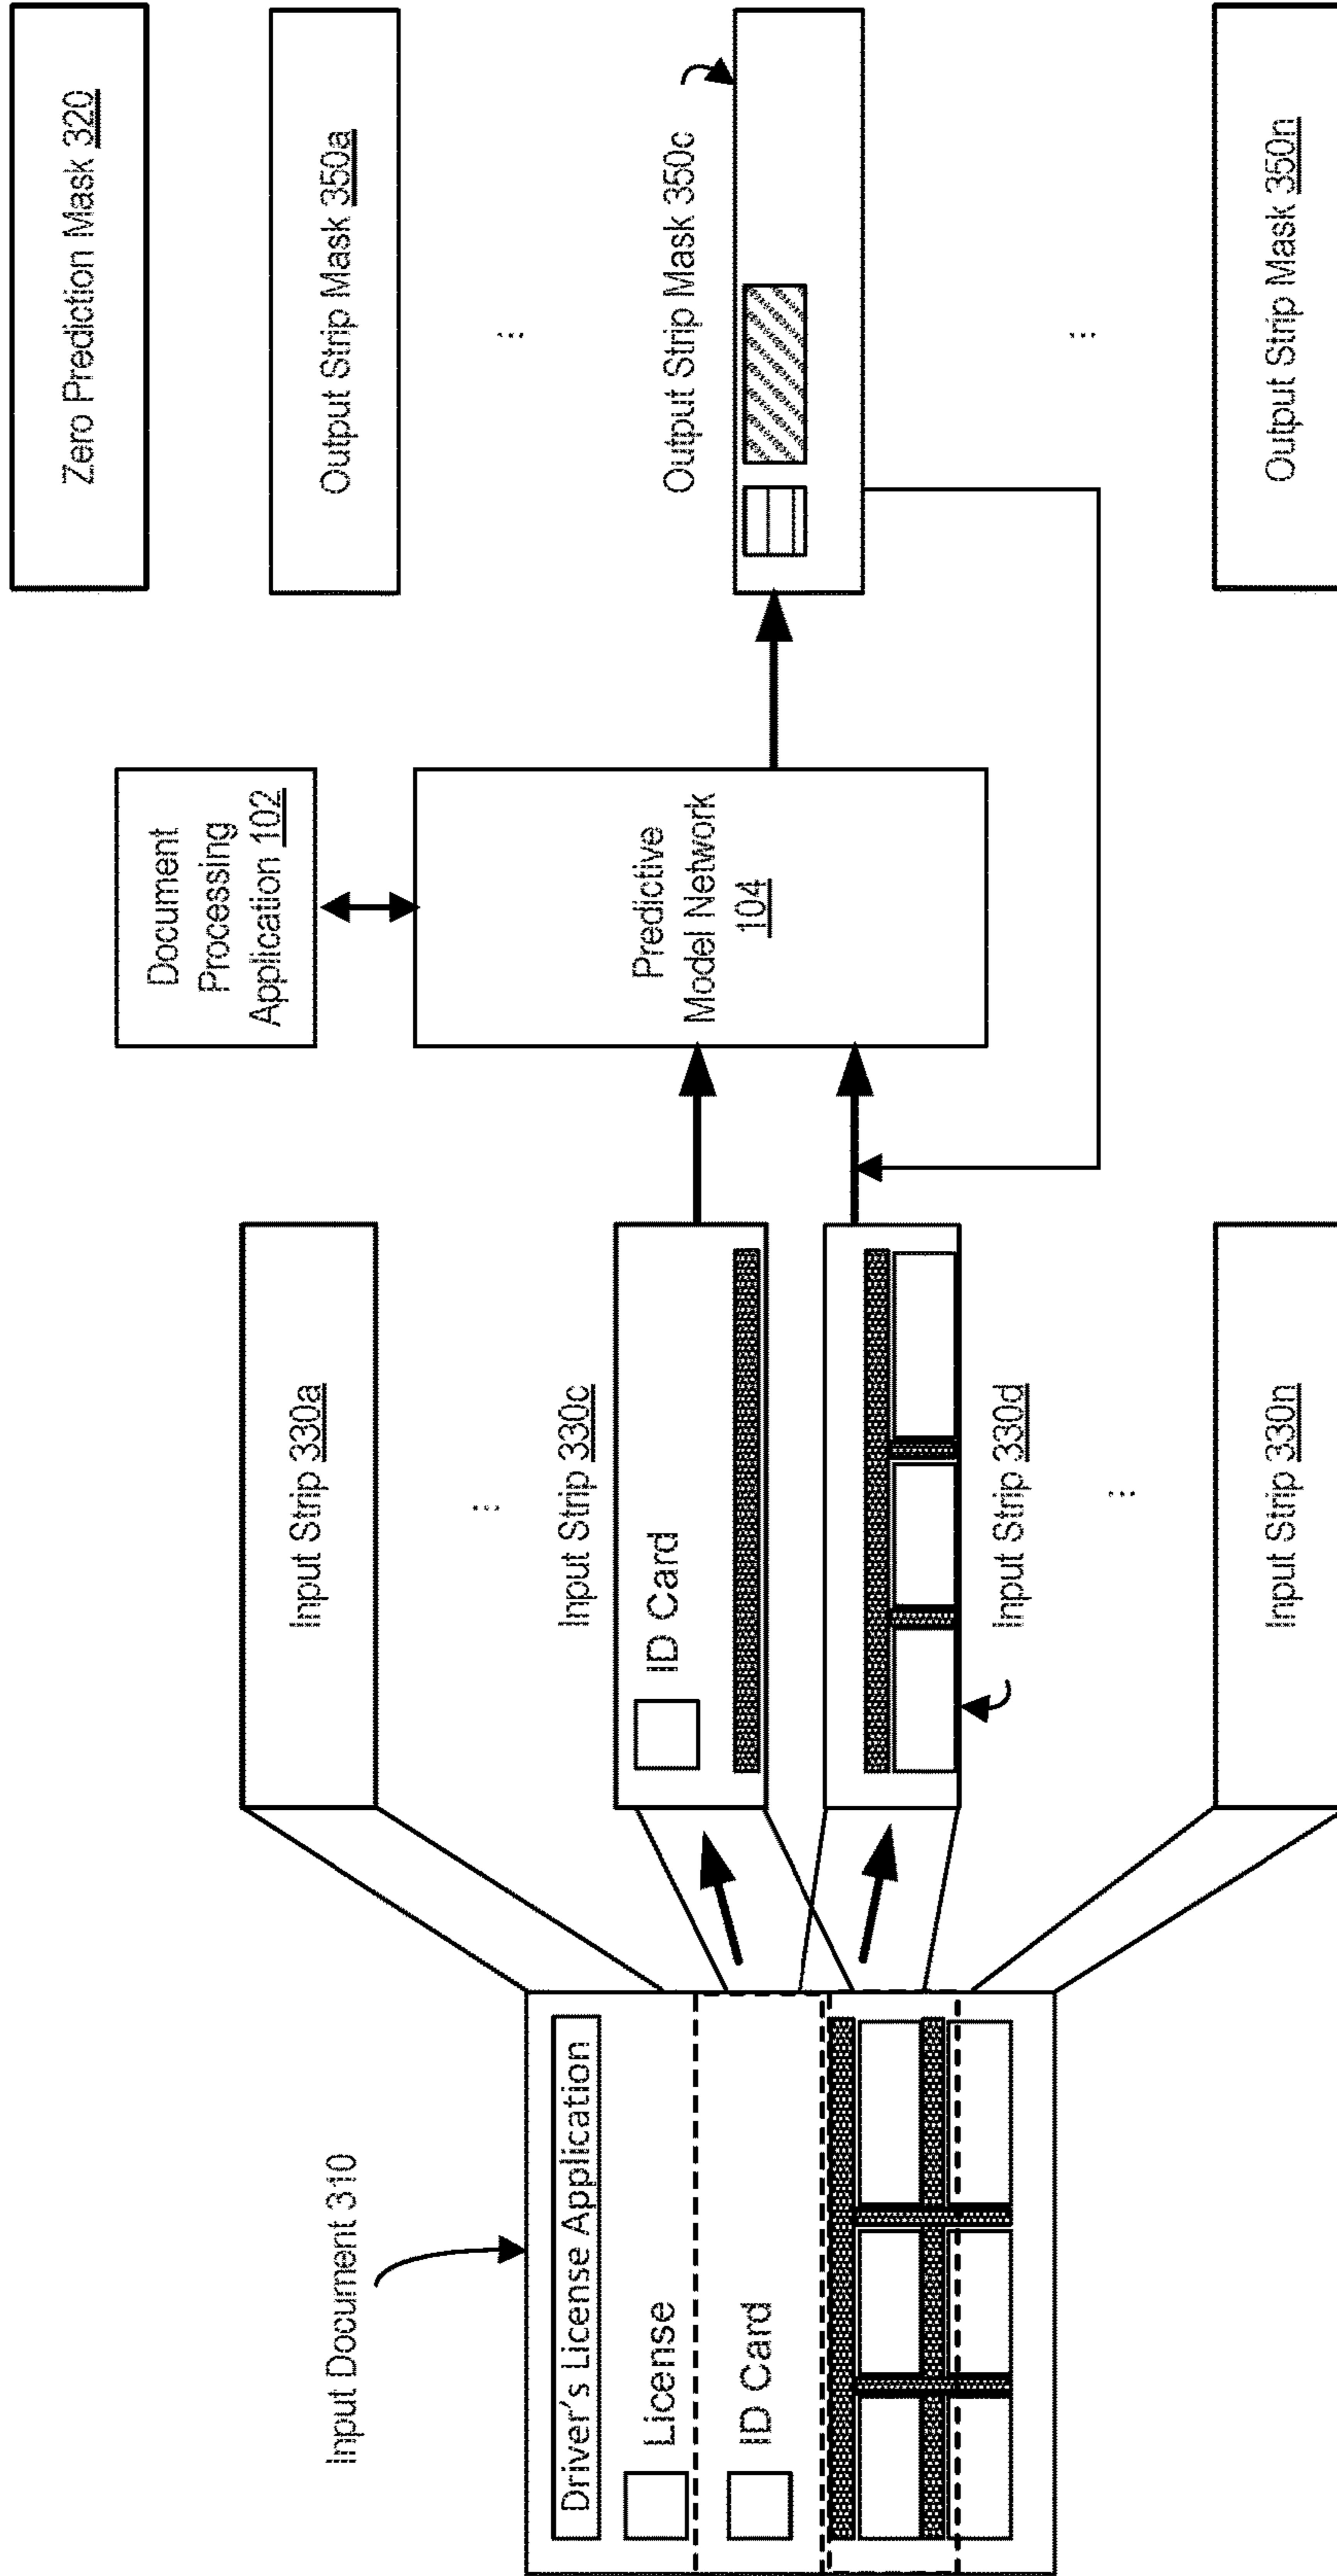 Input Document 310
Driver's License Application
License
ID Card
Input Strip 330a
...
Input Strip 330c
ID Card
Input Strip 330d
...
Input Strip 330n
Document
Processing
Application 102
Predictive
Model Network
104
Zero Prediction Mask 320
Output Strip Mask 350a
...
Output Strip Mask 350c
...
Output Strip Mask 350n